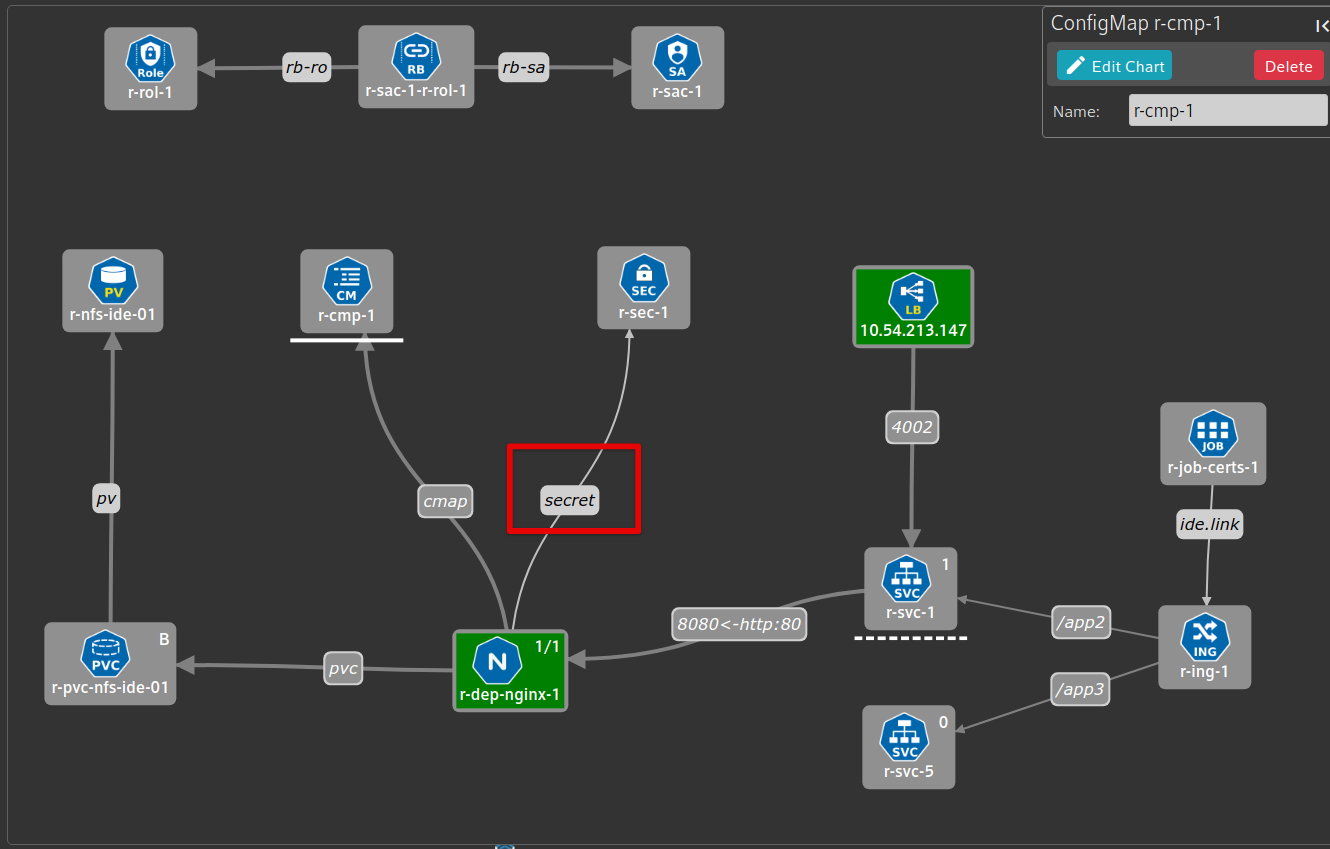 ConfigMap r-cmp-1
Edit Chart
Delete
Name:
r-cmp-1
Role
r-rol-1
rb-ro
RB
r-sac-1-r-rol-1
rb-sa
SA
r-sac-1
PV
r-nfs-ide-01
CM
r-cmp-1
SEC
r-sec-1
LB
10.54.213.147
4002
JOB
r-job-certs-1
pv
cmap
secret
ide.link
1
SVC
r-svc-1
8080<-http:80
/app2
ING
r-ing-1
B
PVC
r-pvc-nfs-ide-01
pvc
1/1
N
r-dep-nginx-1
/app3
0
SVC
r-svc-5